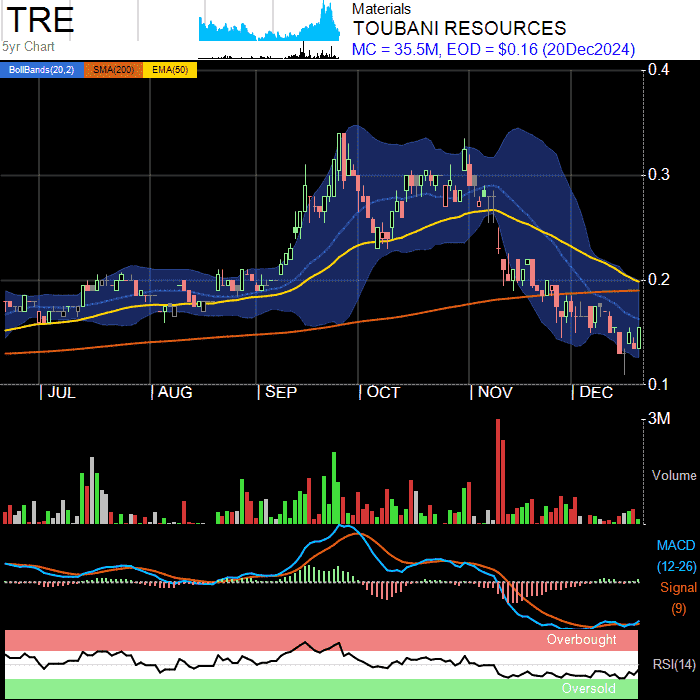 TRE
5yr Chart
Materials
TOUBANI RESOURCES
MC = 35.5M, EOD = $0.16 (20Dec2024)
BollBands(20,2) SMA(200) EMA(50)
0.4
0.3
0.2
0.1
JUL AUG SEP OCT NOV DEC
3M
Volume
MACD
(12-26)
Signal
(9)
Overbought
RSI(14)
Oversold